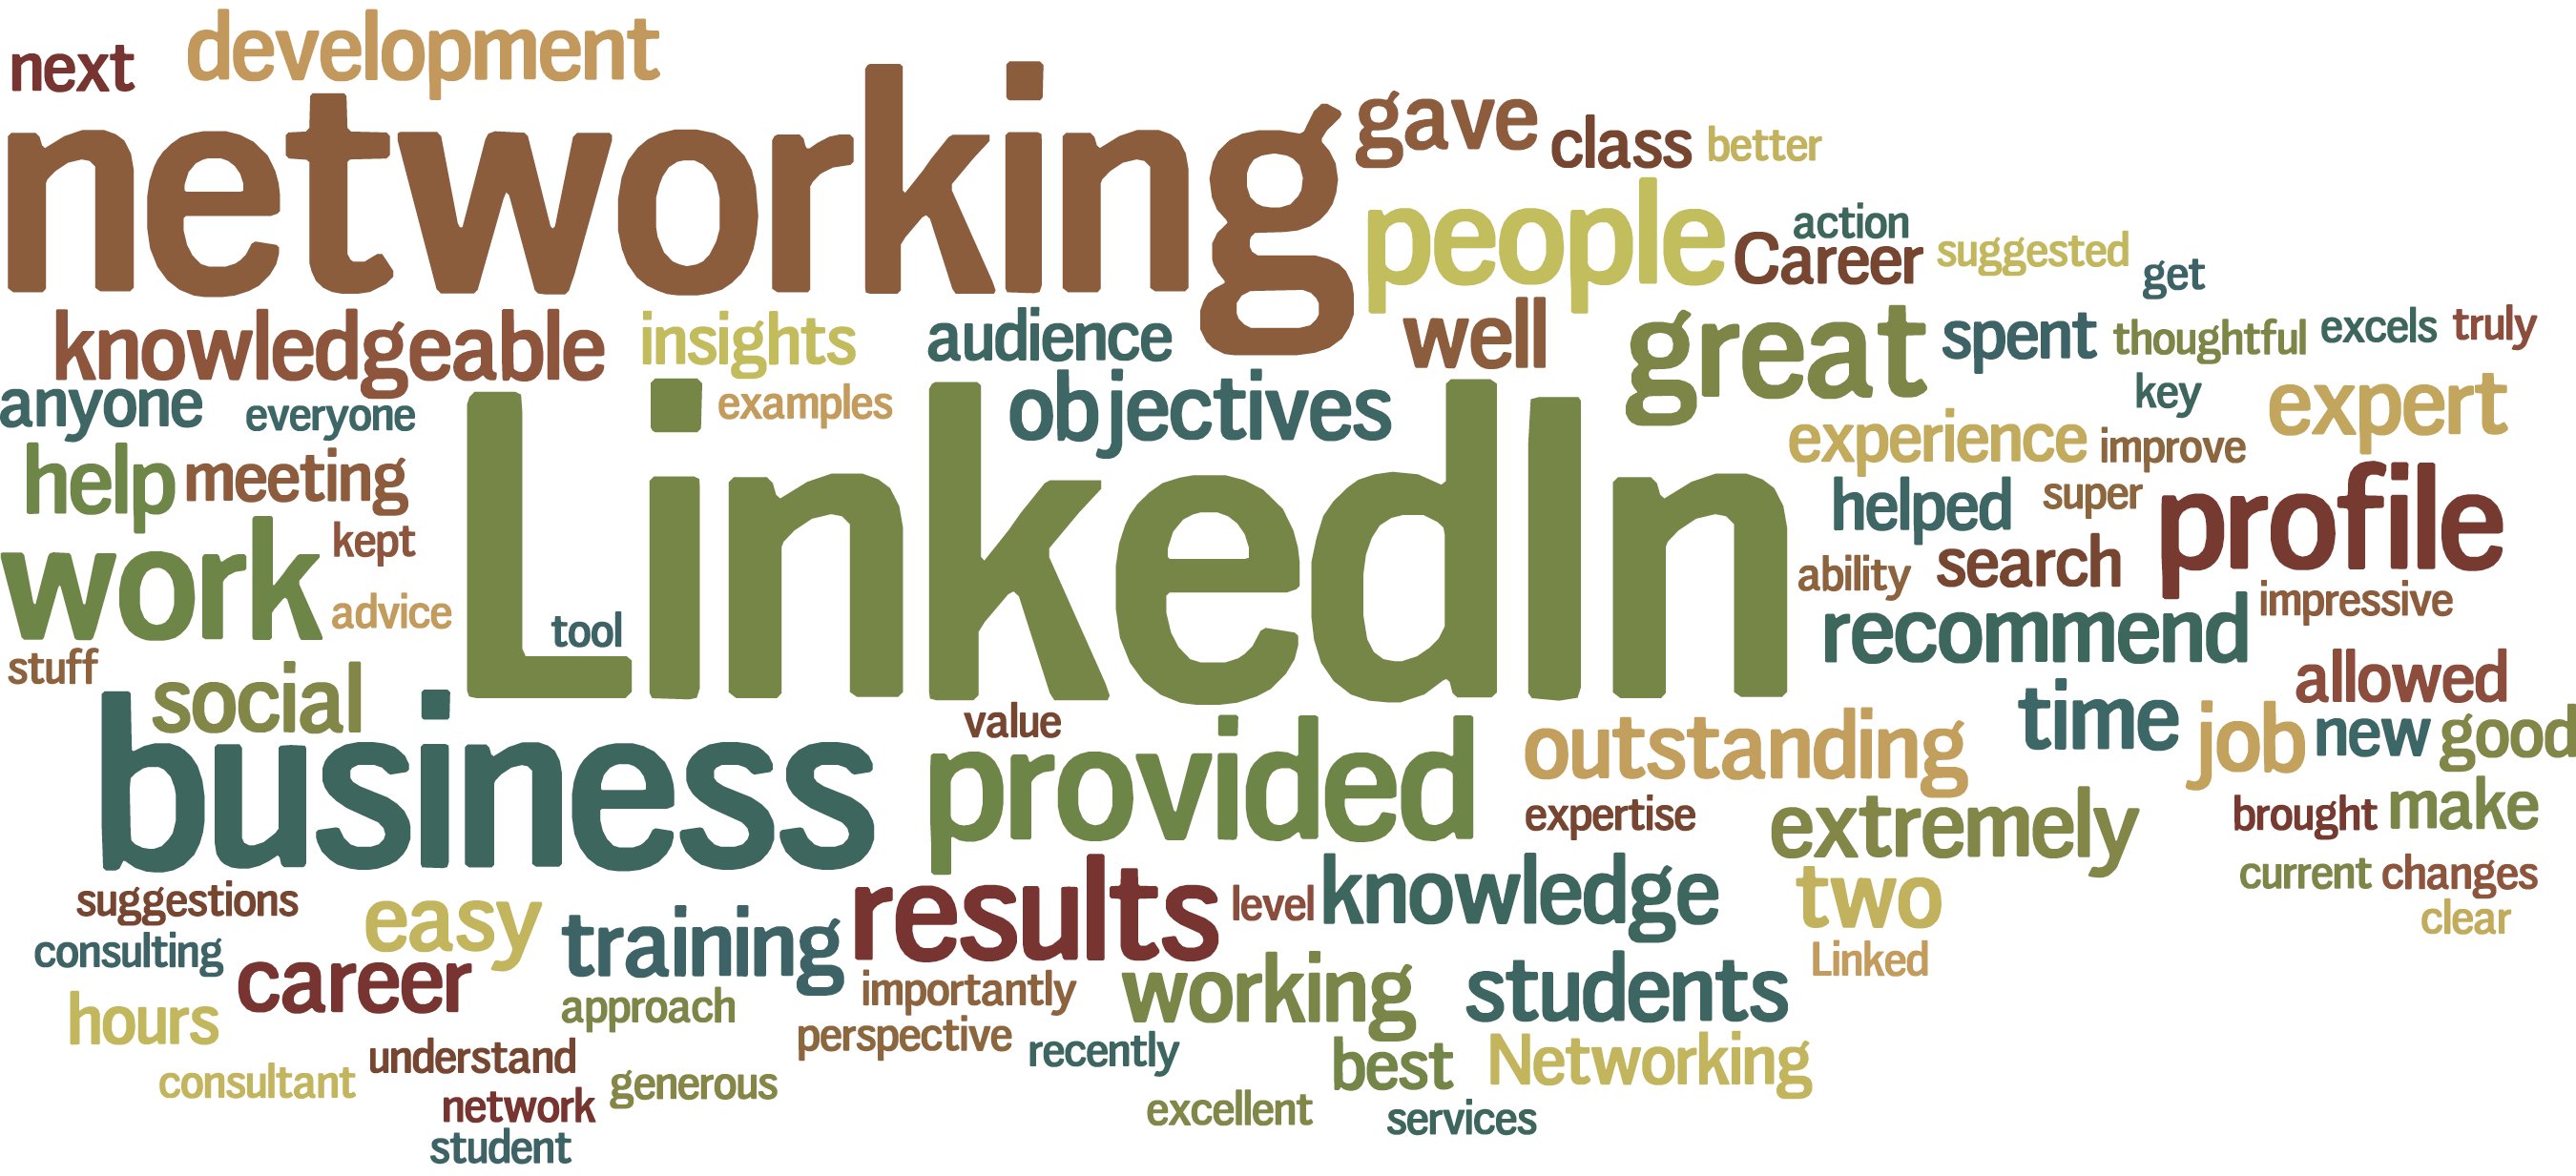 development
next
networking
gave
class
better
people
action
Career
suggested
get
knowledgeable
insights
audience
well
great
spent
thoughtful
excels
truly
anyone
everyone
examples
objectives
key
expert
experience
improve
help
meeting
LinkedIn
helped
super
profile
kept
work
advice
tool
ability
search
impressive
recommend
stuff
social
allowed
time
job
new
good
value
business
provided
outstanding
expertise
extremely
brought
make
suggestions
easy
training
results
level
knowledge
two
current
changes
clear
consulting
career
importantly
working
students
Linked
hours
approach
perspective
recently
best
Networking
understand
consultant
generous
network
excellent
services
student